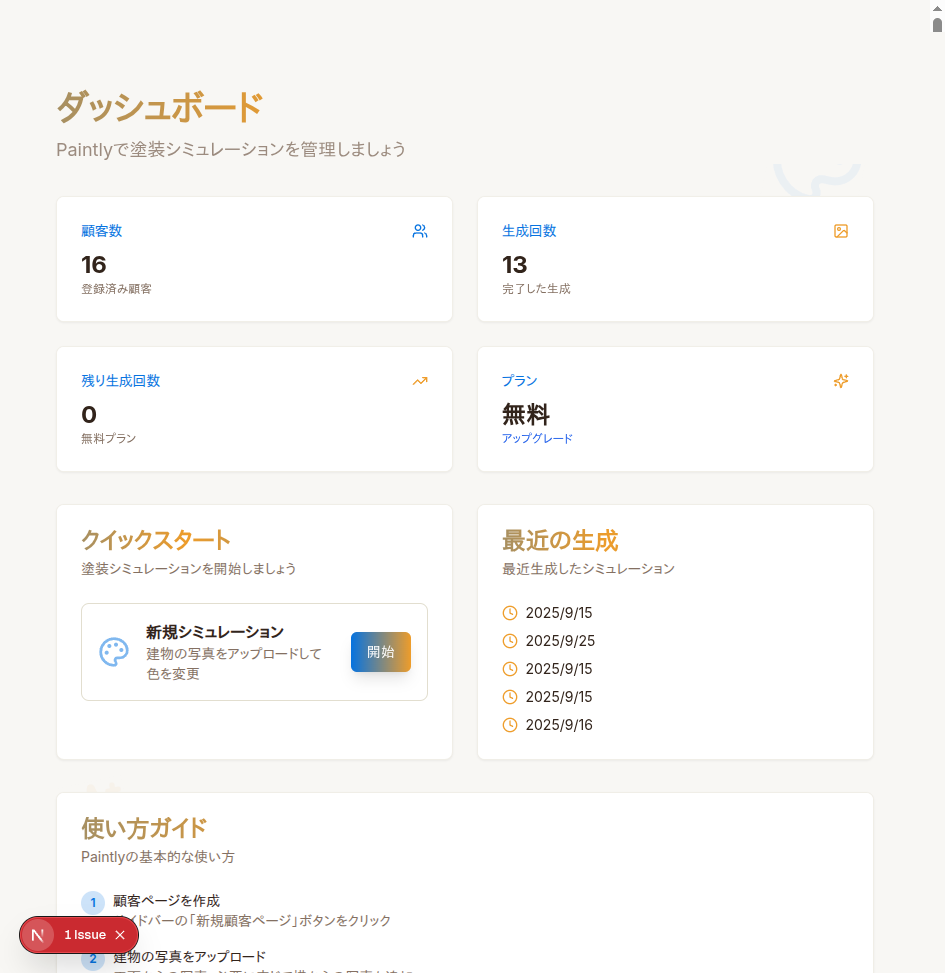 ダッシュボード
Paintlyで塗装シミュレーションを管理しましょう
顧客数
16
登録済み顧客
生成回数
13
完了した生成
残り生成回数
0
無料プラン
プラン
無料
アップグレード
クイックスタート
塗装シミュレーションを開始しましょう
新規シミュレーション
建物の写真をアップロードして
色を変更
開始
最近の生成
最近生成したシミュレーション
2025/9/15
2025/9/25
2025/9/15
2025/9/15
2025/9/16
使い方ガイド
Paintlyの基本的な使い方
1 顧客ページを作成
イドバーの「新規顧客ページ」ボタンをクリック
N 1 Issue
2 建物の写真をアップロード